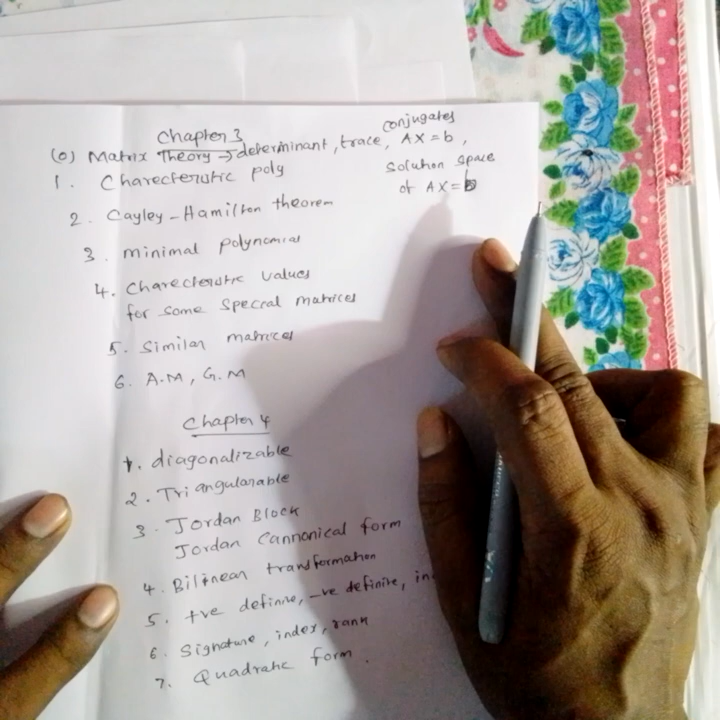 Chapter 3
(0) Matrix Theory → determinant, trace, conjugates AX = b,
solution space
of AX = b
1. Charecteristic poly
2. Cayley - Hamilton theorem
3. minimal polynomial
4. Charecteristic values
for some special matrices
5. Similar matrices
6. A.M, G.M
Chapter 4
1. diagonalizable
2. Triangularable
3. Jordan Block
Jordan Cannonical form
4. Bilinear transformation
5. +ve definite, -ve definite, in
6. Signature, index, rank
7. Quadratic form.